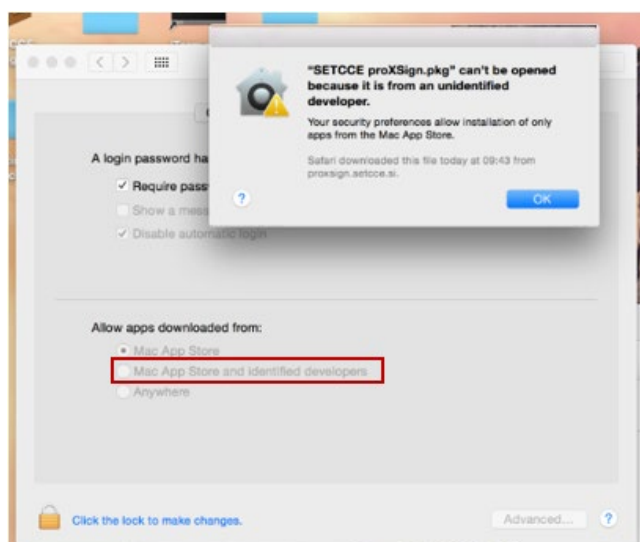 "SETCCE proXSign.pkg" can't be opened
because it is from an unidentified
developer.
Your security preferences allow installation of only
apps from the Mac App Store.
Safari downloaded this file today at 09:43 from
proxsign.setcce.si.
?
OK
A login password ha
Require pass
Show a mess
Disable automatic login
Allow apps downloaded from:
Mac App Store
Mac App Store and identified developers
Anywhere
Click the lock to make changes.
Advanced...
?